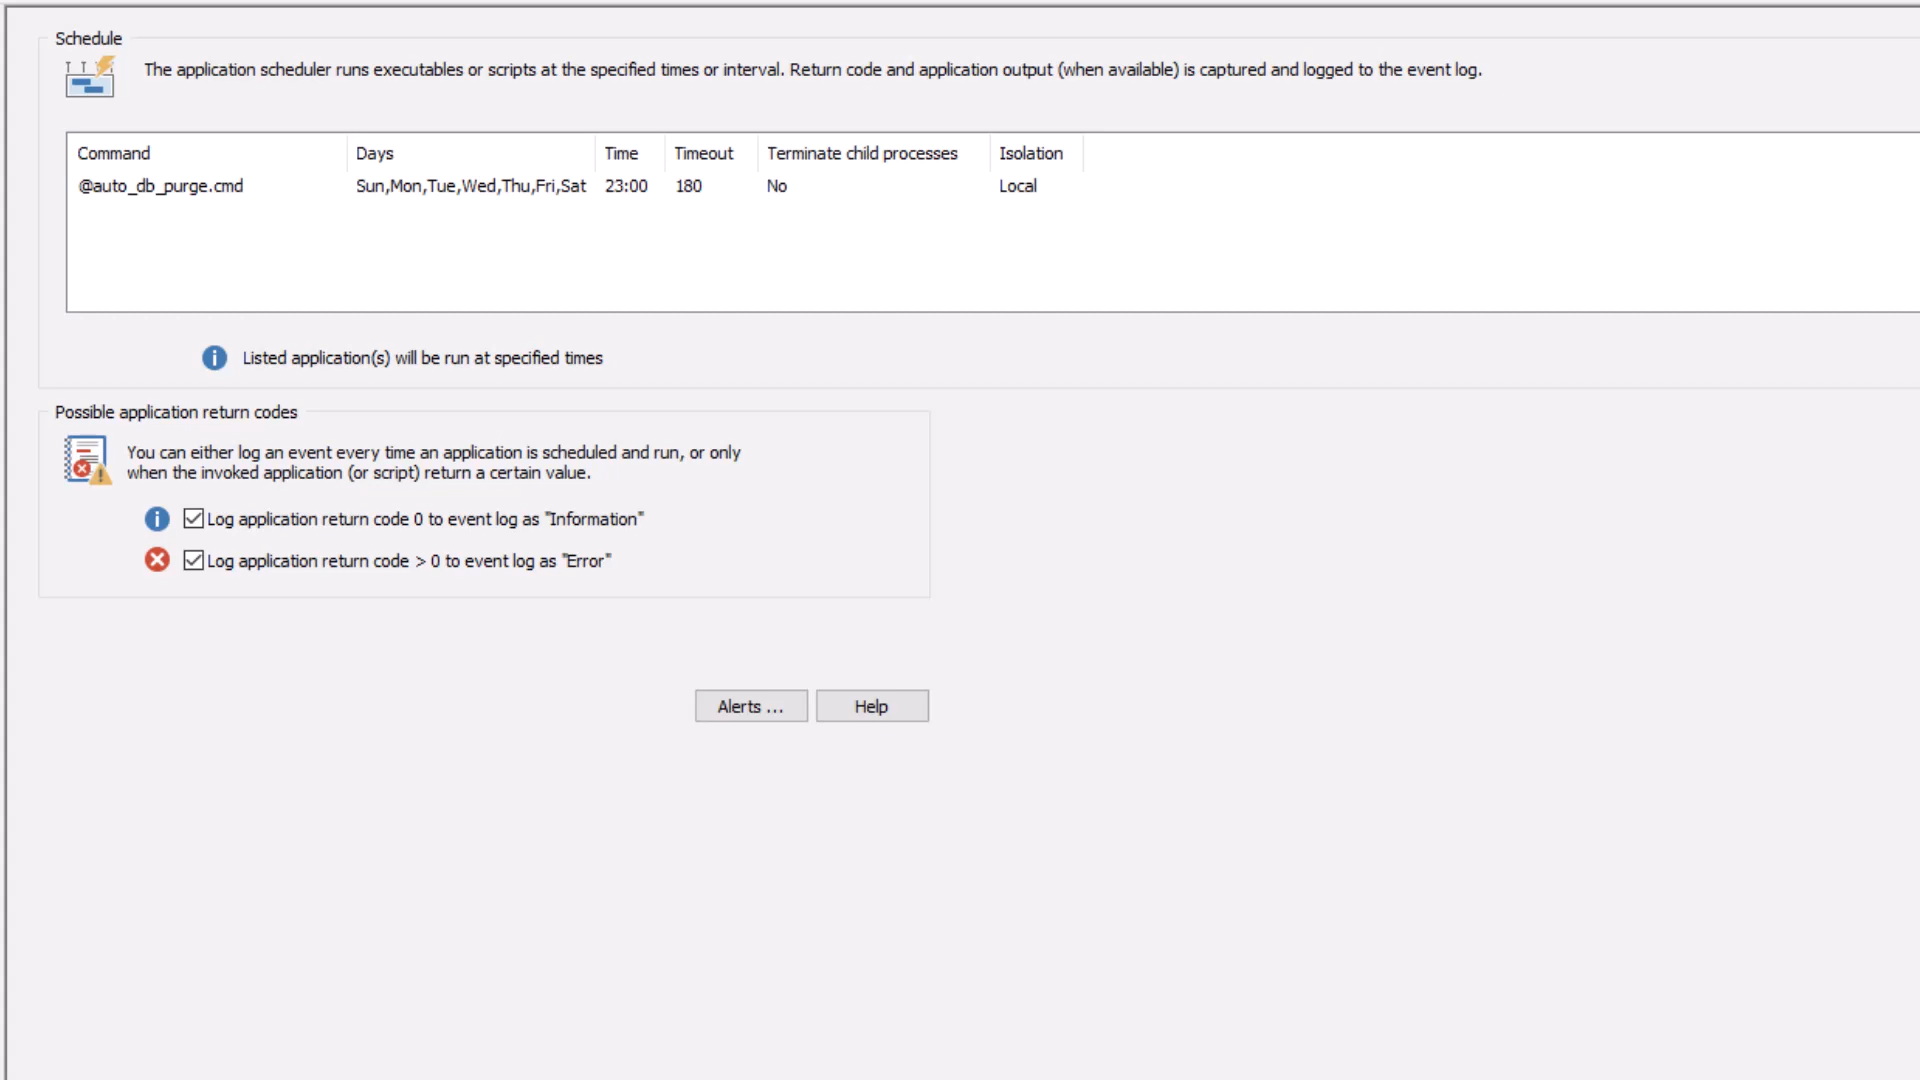 Schedule
The application scheduler runs executables or scripts at the specified times or interval. Return code and application output (when available) is captured and logged to the event log.
Command Days Time Timeout Terminate child processes Isolation
@auto_db_purge.cmd Sun,Mon,Tue,Wed,Thu,Fri,Sat 23:00 180 No Local
Listed application(s) will be run at specified times
Possible application return codes
You can either log an event every time an application is scheduled and run, or only
when the invoked application (or script) return a certain value.
Log application return code 0 to event log as "Information"
Log application return code > 0 to event log as "Error"
Alerts ... Help